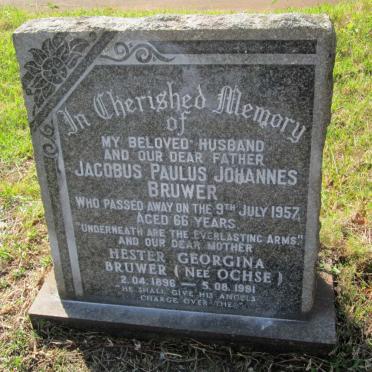 In Cherished Memory
of
MY BELOVED HUSBAND
AND OUR DEAR FATHER
JACOBUS PAULUS JOHANNES
BRUWER
WHO PASSED AWAY ON THE 9TH JULY 1957,
AGED 66 YEARS.
"UNDERNEATH ARE THE EVERLASTING ARMS."
AND OUR DEAR MOTHER
HESTER GEORGINA
BRUWER (NEÉ OCHSE)
2.04.1896 — 5.08.1991
HE SHALL GIVE HIS ANGELS
CHARGE OVER THEE